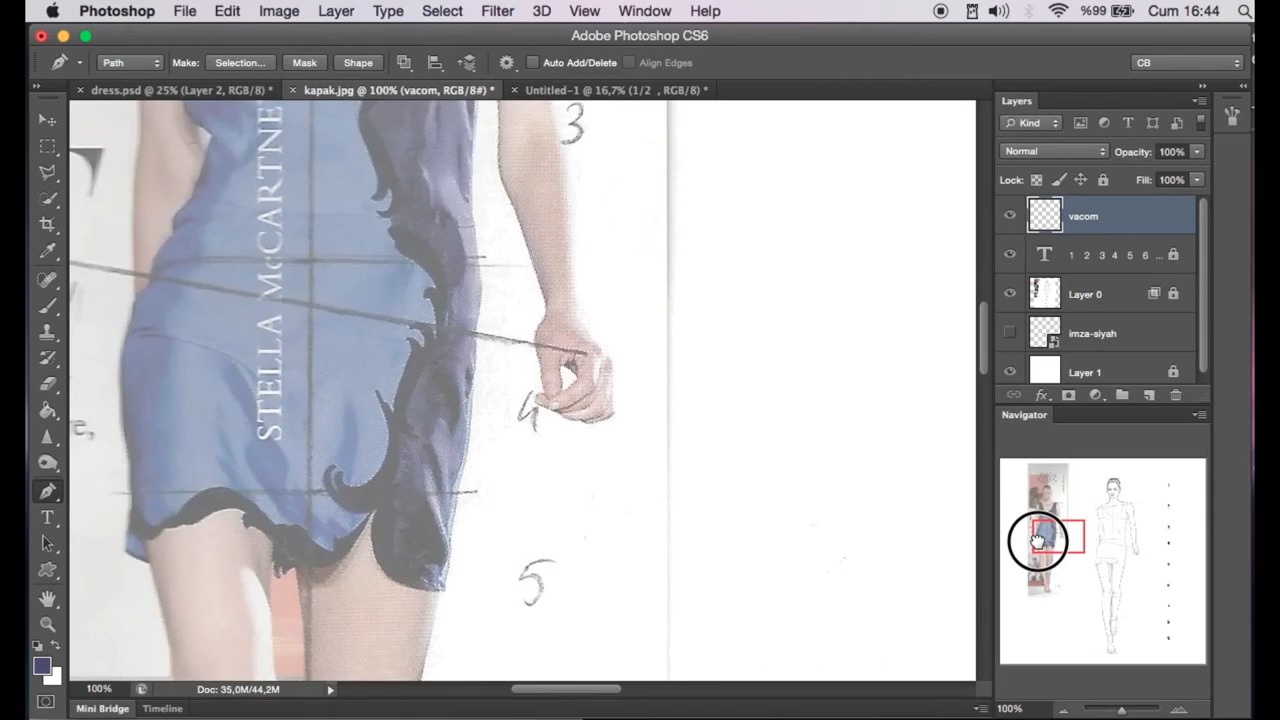 Photoshop File Edit Image Layer Type Select Filter 3D View Window Help %99 Cum 16:44
Adobe Photoshop CS6
Path Make: Selection... Mask Shape Auto Add/Delete Align Edges CB
dress.psd @ 25% (Layer 2, RGB/8) * kapak.jpg @ 100% (vacom, RGB/8#) * Untitled-1 @ 16,7% (1/2 , RGB/8) *
Layers
Kind
Normal Opacity: 100%
Lock: Fill: 100%
vacom
1 2 3 4 5 6 ...
Layer 0
imza-siyah
Layer 1
Navigator
3
STELLA McCARTNE
e,
4
5
100% Doc: 35,0M/44,2M 100%
Mini Bridge Timeline